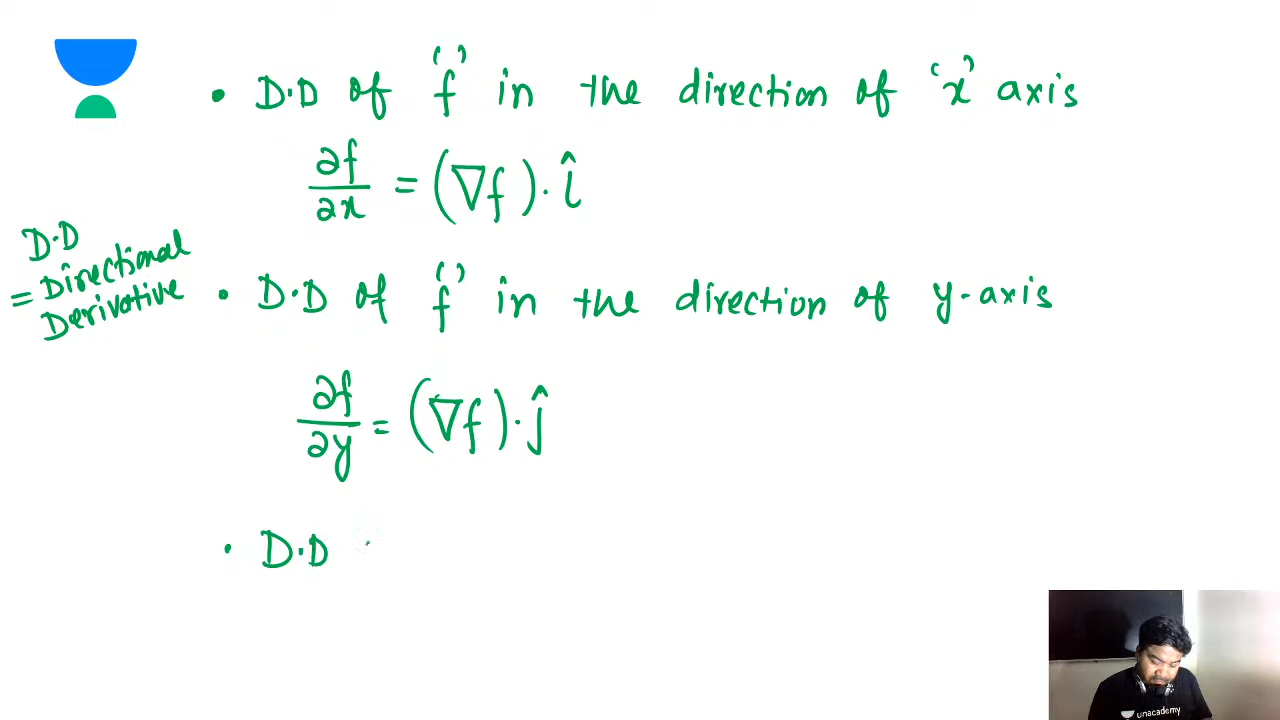 • D.D of 'f' in the direction of 'x' axis
∂f/∂x = (∇f) · î
D.D
= Directional
Derivative
• D.D of 'f' in the direction of y-axis
∂f/∂y = (∇f) · ĵ
• D.D
unacademy